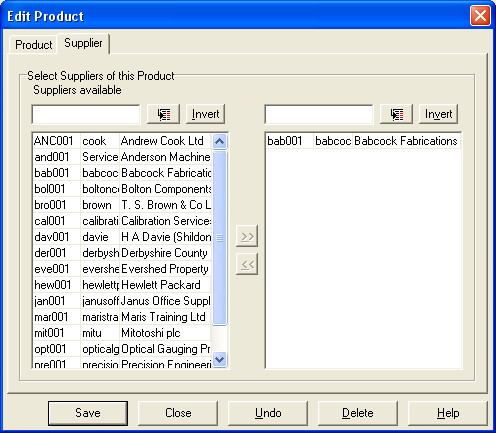 Edit Product
Product Supplier
Select Suppliers of this Product
Suppliers available
Invert Invert
ANC001 cook Andrew Cook Ltd
and001 Service Anderson Machine
bab001 babcoc Babcock Fabricatio
bol001 boltonc Bolton Components
bro001 brown T. S. Brown & Co L
cal001 calibrati Calibration Services
dav001 davie H A Davie (Shildon
der001 derbysh Derbyshire County
eve001 evershe Evershed Property
hew001 hewlett Hewlett Packard
jan001 janusoff Janus Office Suppl
mar001 maristra Maris Training Ltd
mit001 mitu Mitotoshi plc
opt001 opticalg Optical Gauging Pr
pre001 precisio Precision Engineeri
bab001 babcoc Babcock Fabrications
>>
<<
Save Close Undo Delete Help